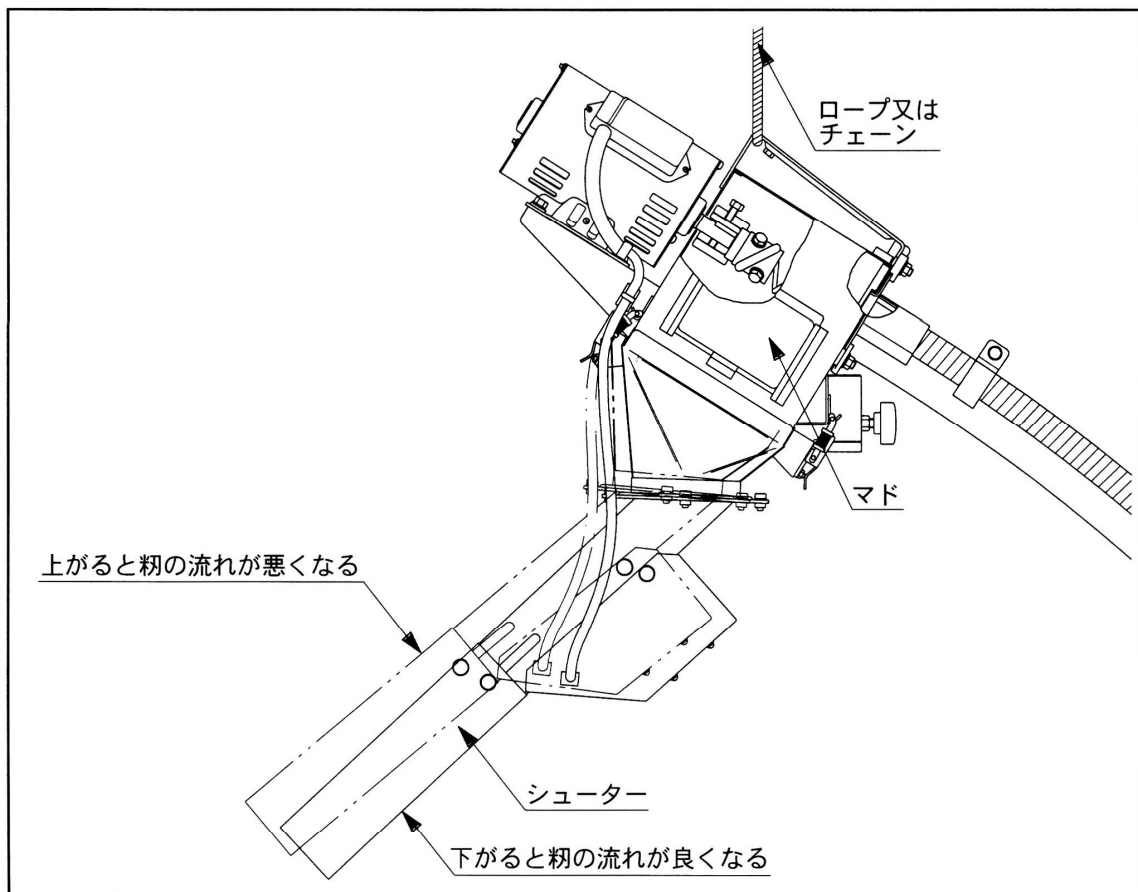 ロープ又は
チェーン
マド
上がると籾の流れが悪くなる
シューター
下がると籾の流れが良くなる